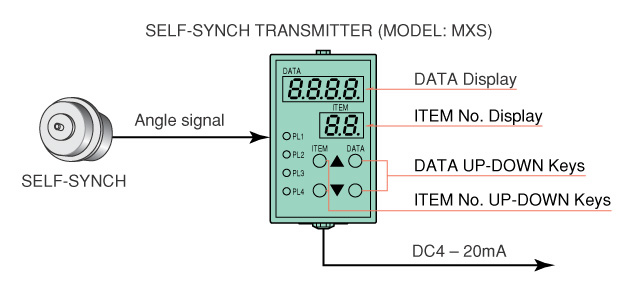 SELF-SYNCH TRANSMITTER (MODEL: MXS)
DATA
8.8.8.8.
DATA Display
ITEM
8.8.
ITEM No. Display
Angle signal
PL1
ITEM DATA
PL2
DATA UP-DOWN Keys
SELF-SYNCH
PL3
PL4
ITEM No. UP-DOWN Keys
DC4 – 20mA